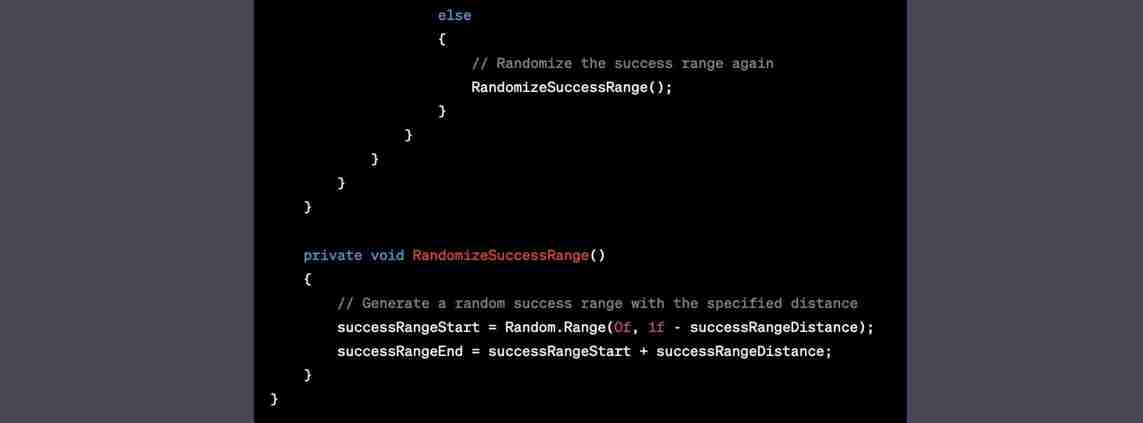 else
{
// Randomize the success range again
RandomizeSuccessRange();
}
}
}
}
}
private void RandomizeSuccessRange()
{
// Generate a random success range with the specified distance
successRangeStart = Random.Range(0f, 1f - successRangeDistance);
successRangeEnd = successRangeStart + successRangeDistance;
}
}